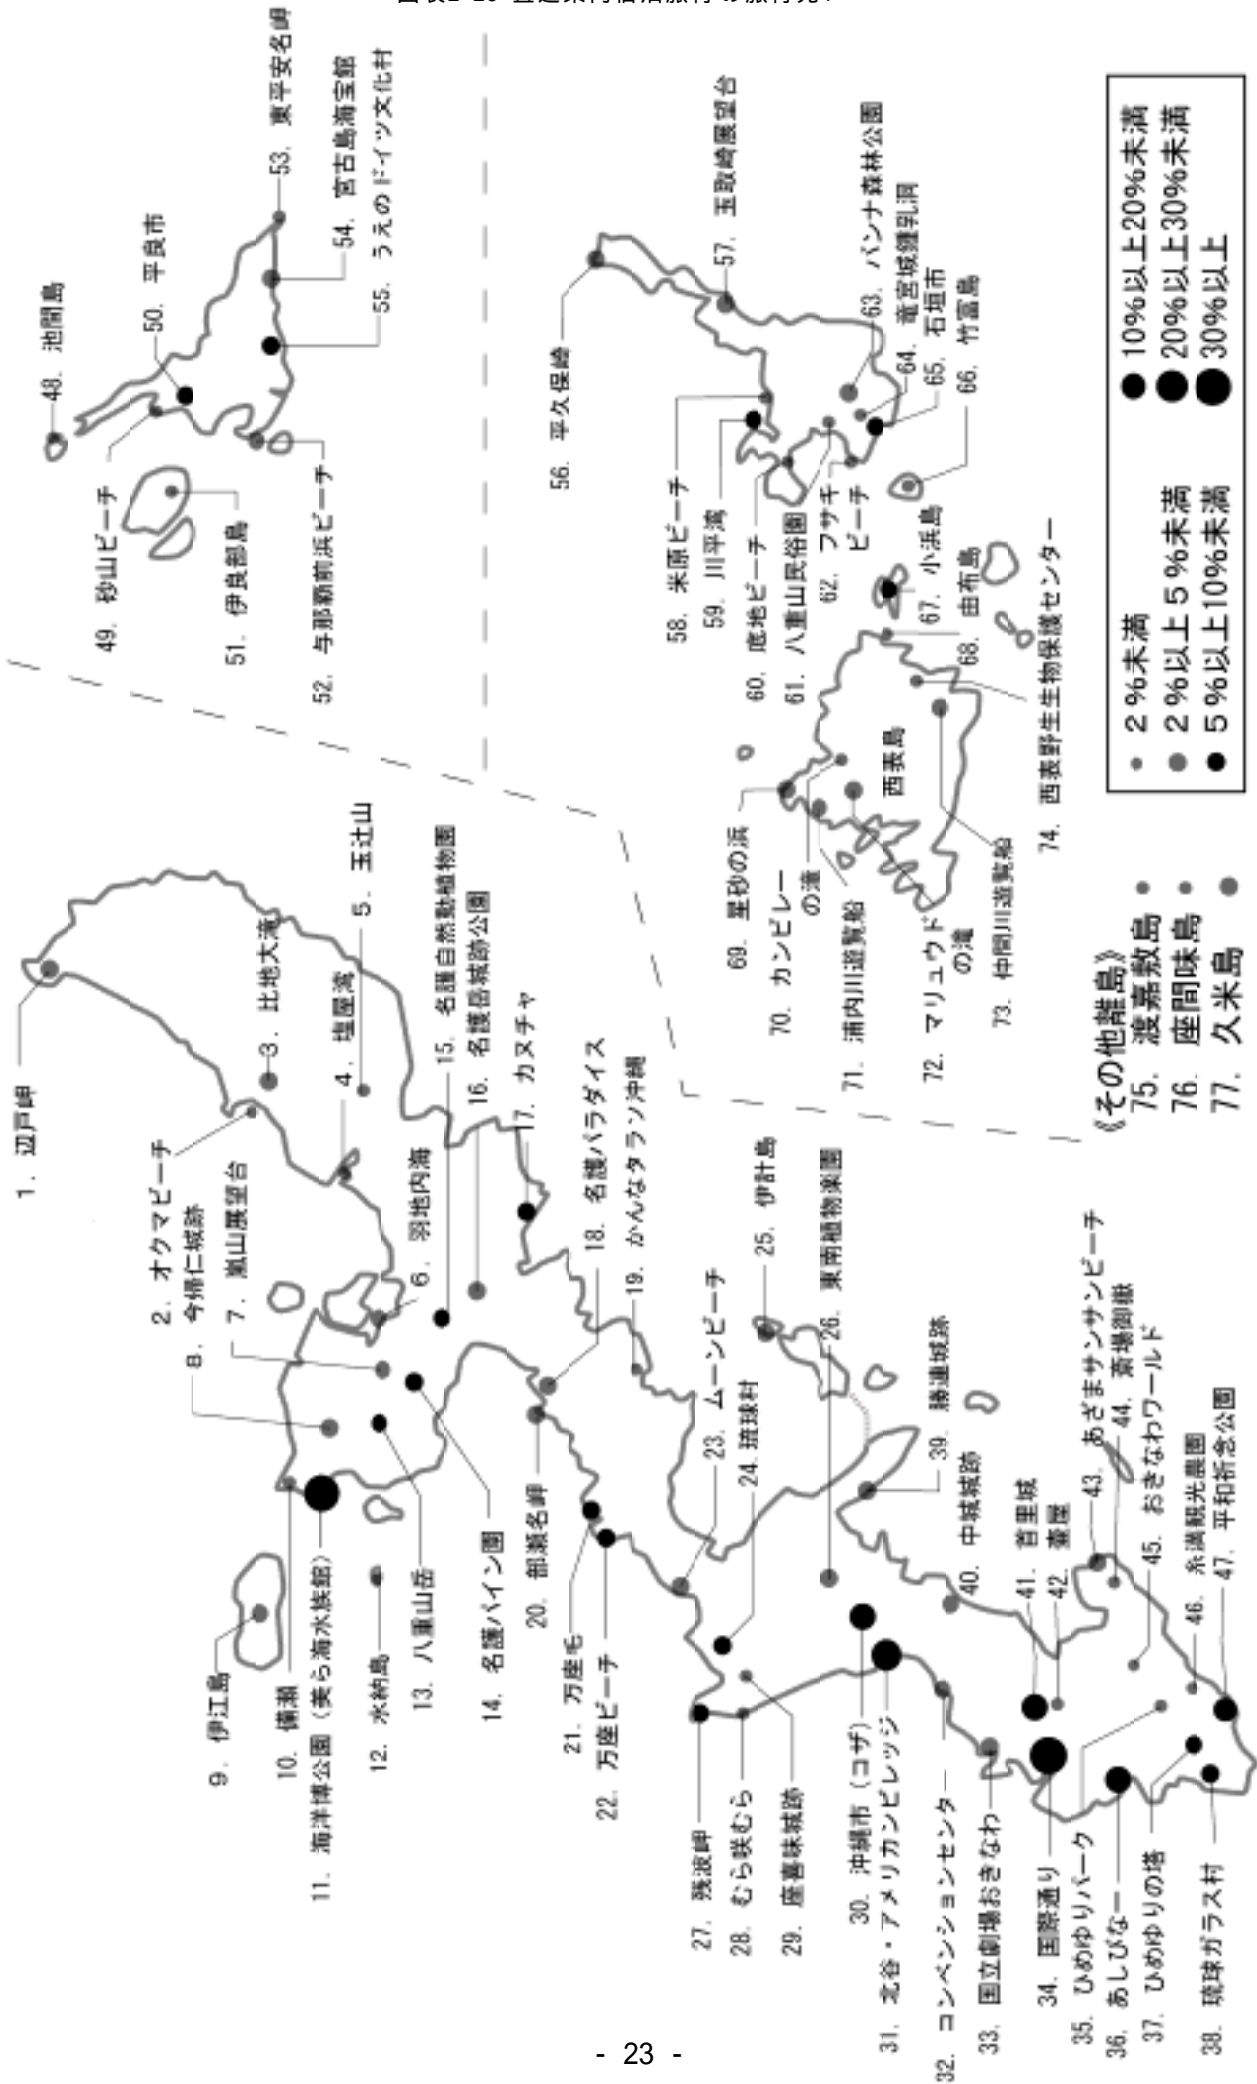 1. 辺戸岬
2. オクマビーチ
3. 比地大滝
4. 塩屋湾
5. 玉辻山
6. 羽地内海
7. 嵐山展望台
8. 今帰仁城跡
9. 伊江島
10. 備瀬
11. 海洋博公園（美ら海水族館）
12. 水納島
13. 八重山岳
14. 名護パイン園
15. 名護自然動植物園
16. 名護岳城跡公園
17. カヌチャ
18. 名護パラダイス
19. かんなタラソ沖縄
20. 部瀬名岬
21. 万座毛
22. 万座ビーチ
23. ムーンビーチ
24. 琉球村
25. 伊計島
26. 東南植物楽園
27. 残波岬
28. むら咲むら
29. 座喜味城跡
30. 沖縄市（コザ）
31. 北谷・アメリカンビレッジ
32. コンベンションセンター
33. 国立劇場おきなわ
34. 国際通り
35. ひめゆりパーク
36. あしびなー
37. ひめゆりの塔
38. 琉球ガラス村
39. 勝連城跡
40. 中城城跡
41. 首里城
42. 壷屋
43. あざまサンサンビーチ
44. 斎場御嶽
45. おきなわワールド
46. 糸満観光農園
47. 平和祈念公園
48. 池間島
49. 砂山ビーチ
50. 平良市
51. 伊良部島
52. 与那覇前浜ビーチ
53. 東平安名岬
54. 宮古島海宝館
55. うえのドイツ文化村
56. 平久保崎
57. 玉取崎展望台
58. 米原ビーチ
59. 川平湾
60. 底地ビーチ
61. 八重山民俗園
62. フサキ
ビーチ
63. バンナ森林公園
64. 竜宮城鍾乳洞
65. 石垣市
66. 竹富島
67. 小浜島
68. 由布島
西表島
69. 星砂の浜
70. カンビレー
の滝
71. 浦内川遊覧船
72. マリュウド
の滝
73. 仲間川遊覧船
74. 西表野生生物保護センター
《その他離島》
75. 渡嘉敷島
76. 座間味島
77. 久米島
2％未満
2％以上5％未満
5％以上10％未満
10％以上20％未満
20％以上30％未満
30％以上
- 23 -